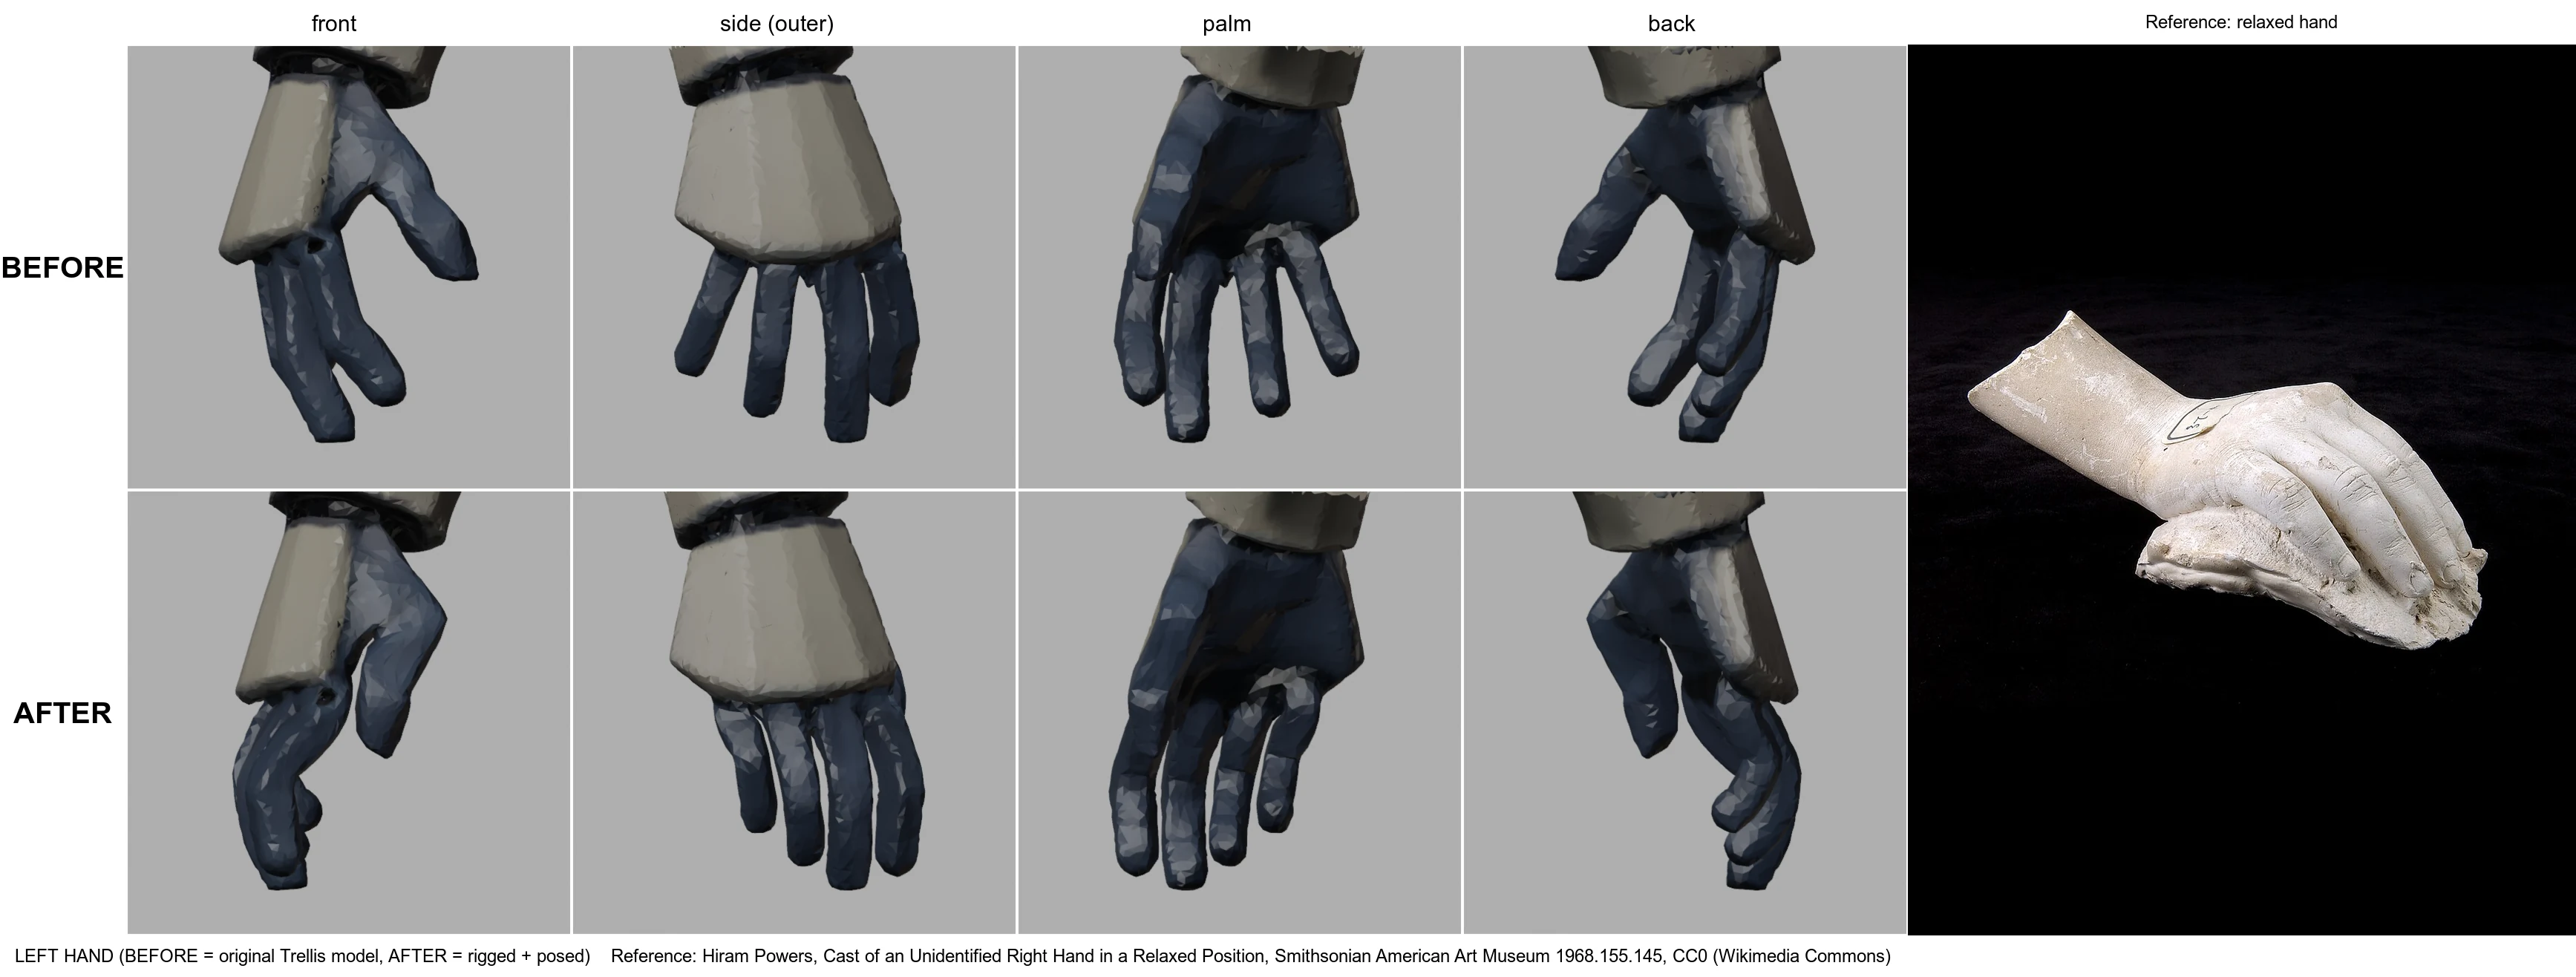 front
side (outer)
palm
back
Reference: relaxed hand
BEFORE
AFTER
LEFT HAND (BEFORE = original Trellis model, AFTER = rigged + posed) Reference: Hiram Powers, Cast of an Unidentified Right Hand in a Relaxed Position, Smithsonian American Art Museum 1968.155.145, CC0 (Wikimedia Commons)